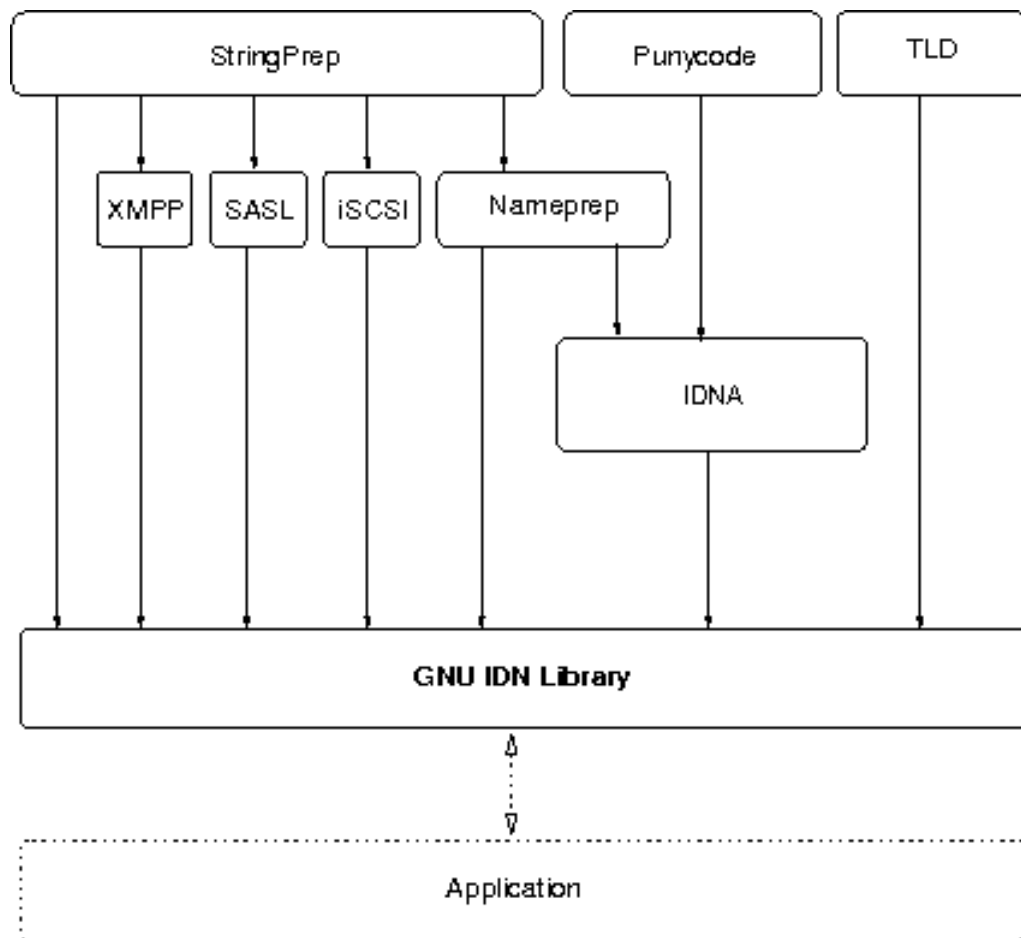 StringPrep
Punycode
TLD
XMPP
SASL
iSCSI
Nameprep
IDNA
GNU IDN Library
Application